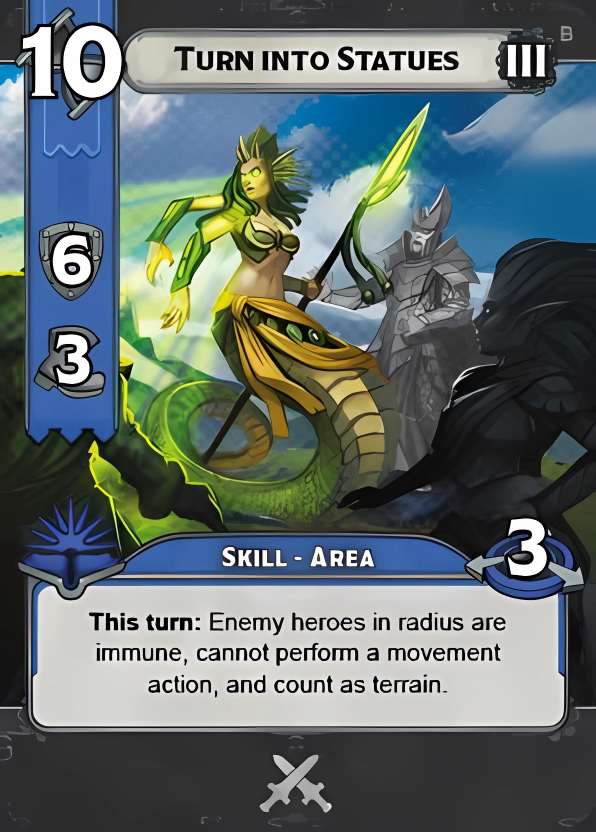 10
TURN INTO STATUES
III
B
6
3
SKILL - AREA
3
This turn: Enemy heroes in radius are
immune, cannot perform a movement
action, and count as terrain.